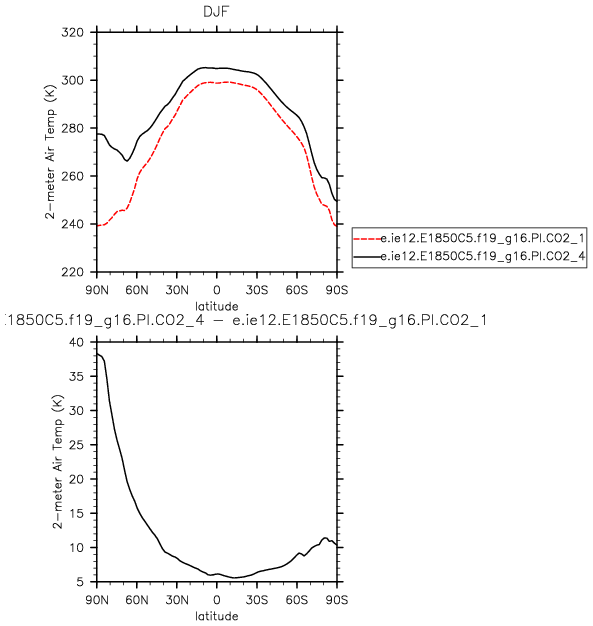 DJF
320
300
280
260
240
220
2-meter Air Temp (K)
90N 60N 30N 0 30S 60S 90S
latitude
e.ie12.E1850C5.f19_g16.PI.CO2_1
e.ie12.E1850C5.f19_g16.PI.CO2_4
.1850C5.f19_g16.PI.CO2_4 - e.ie12.E1850C5.f19_g16.PI.CO2_1
40
35
30
25
20
15
10
5
2-meter Air Temp (K)
90N 60N 30N 0 30S 60S 90S
latitude